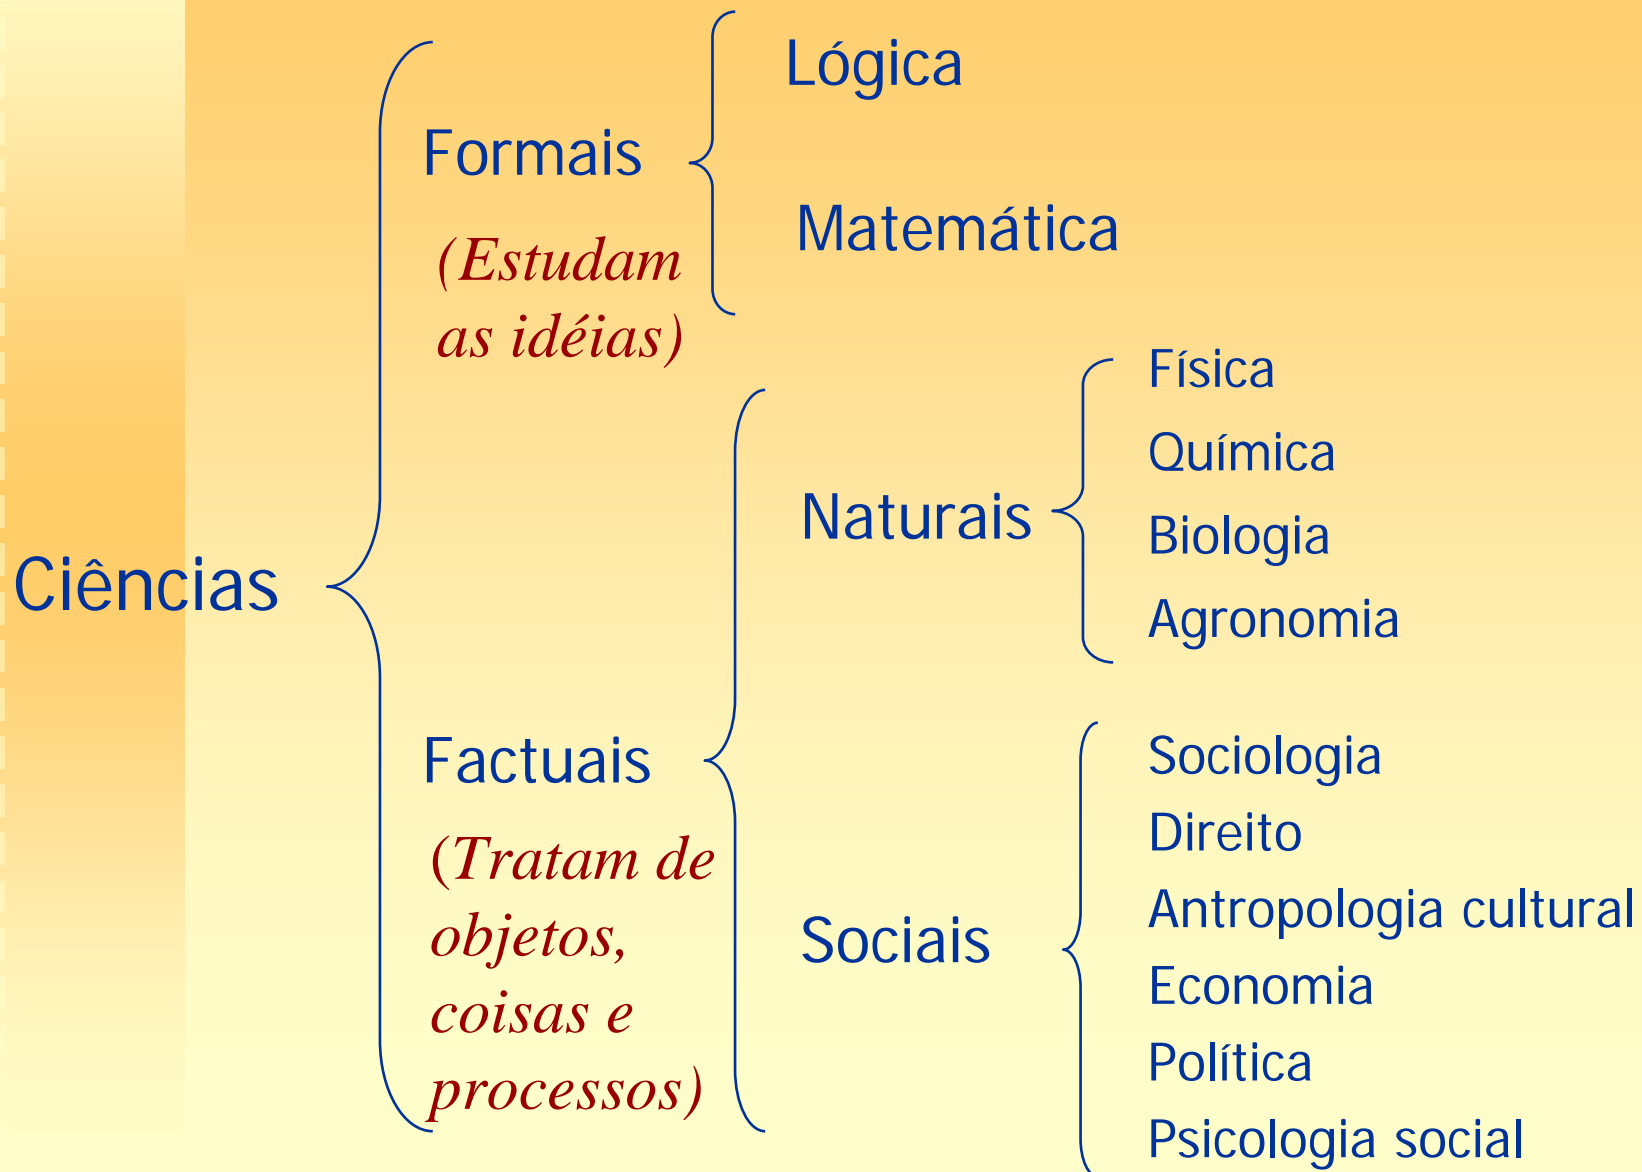 Ciências
Formais
(Estudam
as idéias)
Lógica
Matemática
Factuais
(Tratam de
objetos,
coisas e
processos)
Naturais
Física
Química
Biologia
Agronomia
Sociais
Sociologia
Direito
Antropologia cultural
Economia
Política
Psicologia social